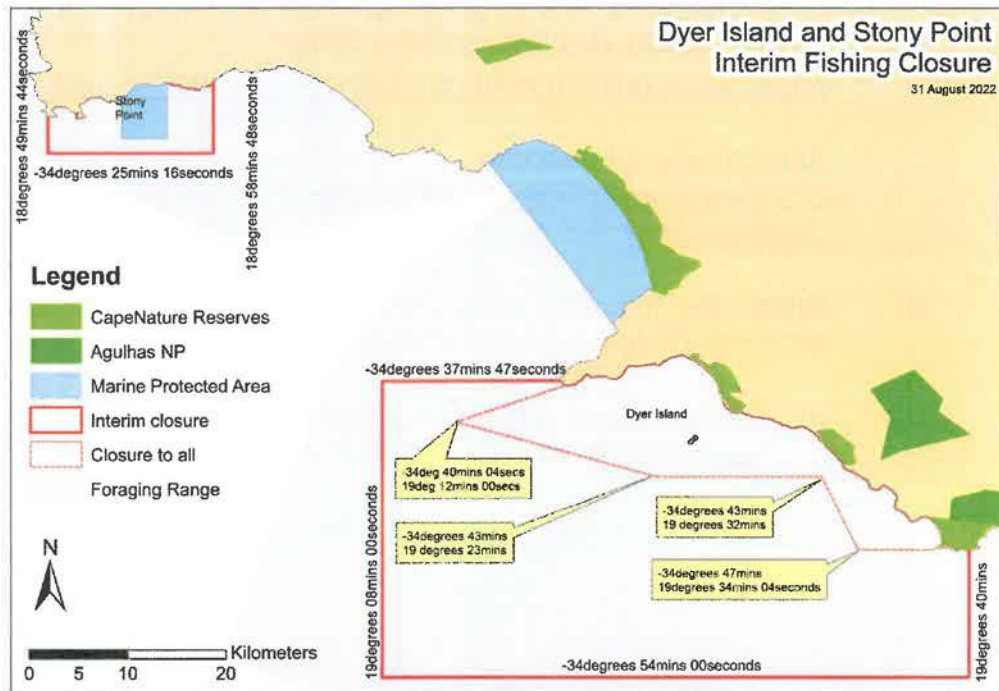 Dyer Island and Stony Point
Interim Fishing Closure
31 August 2022
18degrees 49mins 44seconds
Stony
Point
-34degrees 25mins 16seconds
18degrees 58mins 48seconds
Legend
CapeNature Reserves
Agulhas NP
Marine Protected Area
Interim closure
Closure to all
Foraging Range
N
Kilometers
0 5 10 20
-34degrees 37mins 47seconds
Dyer Island
-34deg 40mins 04secs
19deg 12mins 00secs
-34degrees 43mins
19 degrees 23mins
-34degrees 43mins
19 degrees 32mins
-34degrees 47mins
19degrees 34mins 04seconds
19degrees 08mins 00seconds
-34degrees 54mins 00seconds
19degrees 40mins